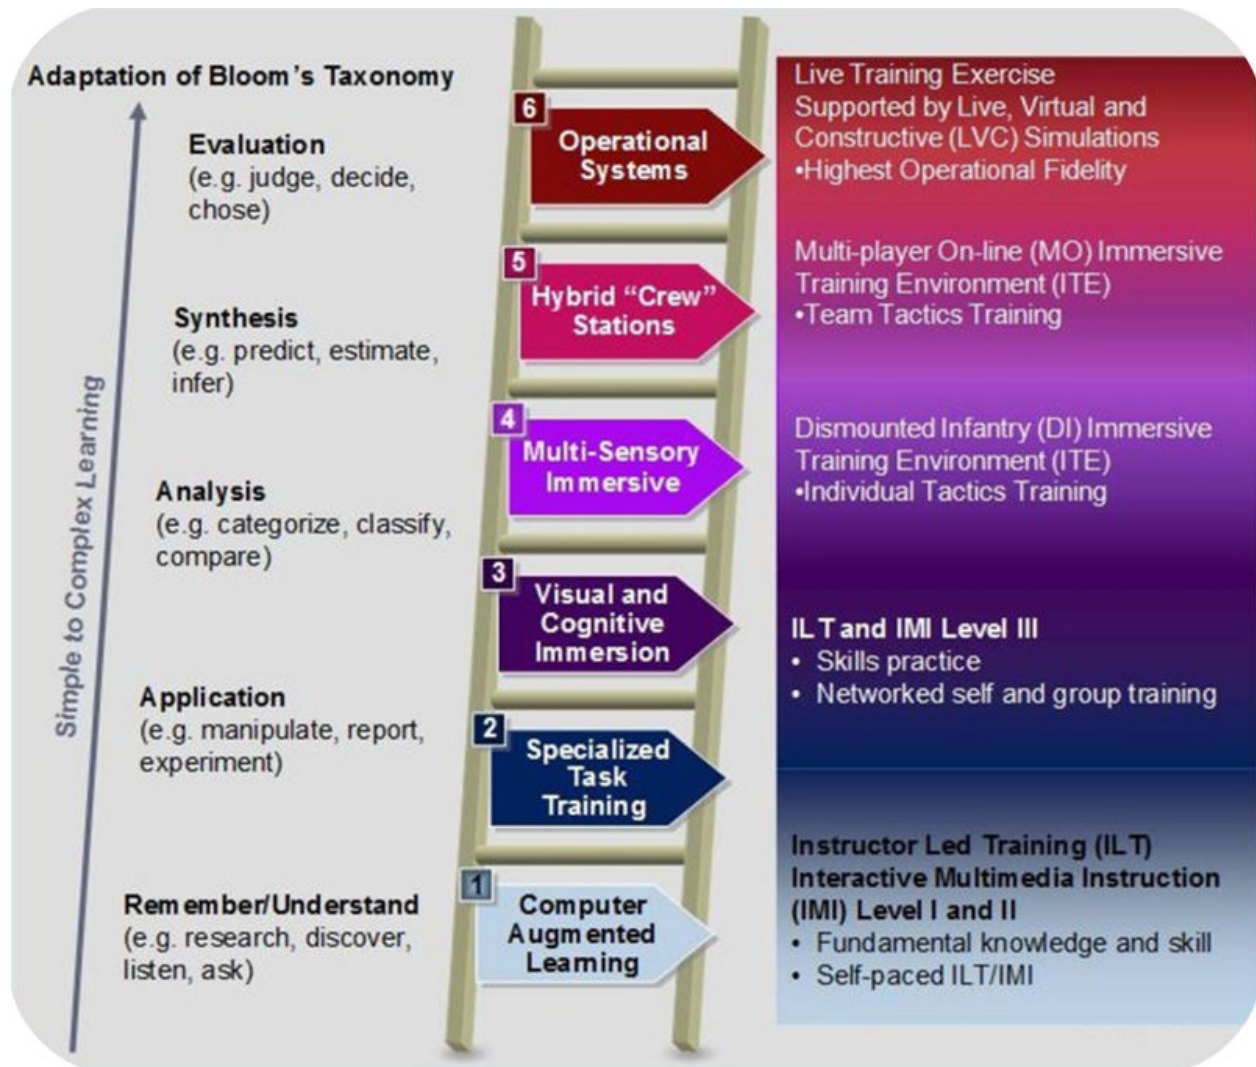 Adaptation of Bloom's Taxonomy
Simple to Complex Learning
Evaluation
(e.g. judge, decide,
chose)
Synthesis
(e.g. predict, estimate,
infer)
Analysis
(e.g. categorize, classify,
compare)
Application
(e.g. manipulate, report,
experiment)
Remember/Understand
(e.g. research, discover,
listen, ask)
6
Operational
Systems
5
Hybrid “Crew”
Stations
4
Multi-Sensory
Immersive
3
Visual and
Cognitive
Immersion
2
Specialized
Task
Training
1
Computer
Augmented
Learning
Live Training Exercise
Supported by Live, Virtual and
Constructive (LVC) Simulations
•Highest Operational Fidelity
Multi-player On-line (MO) Immersive
Training Environment (ITE)
•Team Tactics Training
Dismounted Infantry (DI) Immersive
Training Environment (ITE)
•Individual Tactics Training
ILT and IMI Level III
• Skills practice
• Networked self and group training
Instructor Led Training (ILT)
Interactive Multimedia Instruction
(IMI) Level I and II
• Fundamental knowledge and skill
• Self-paced ILT/IMI